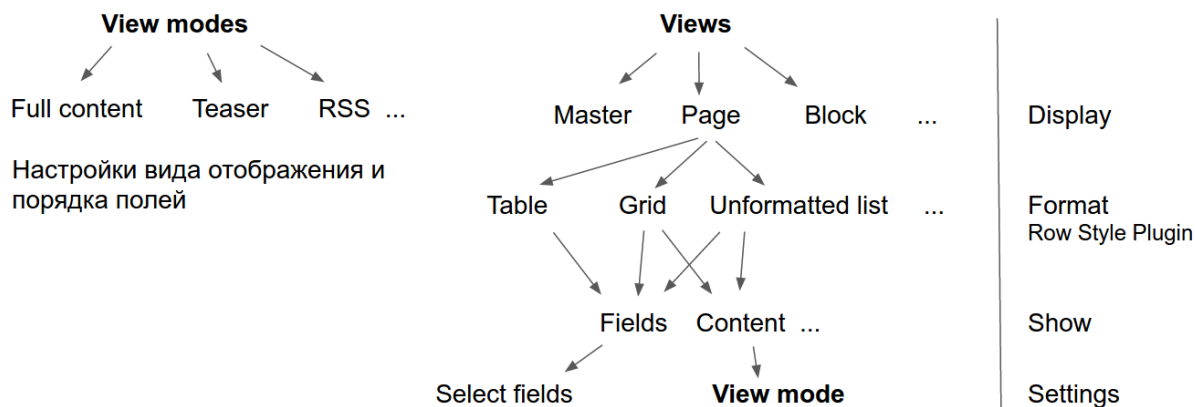 View modes
Views
Full content Teaser RSS ...
Master Page Block ... Display
Настройки вида отображения и
порядка полей
Table Grid Unformatted list ... Format
Row Style Plugin
Fields Content ... Show
Select fields View mode Settings